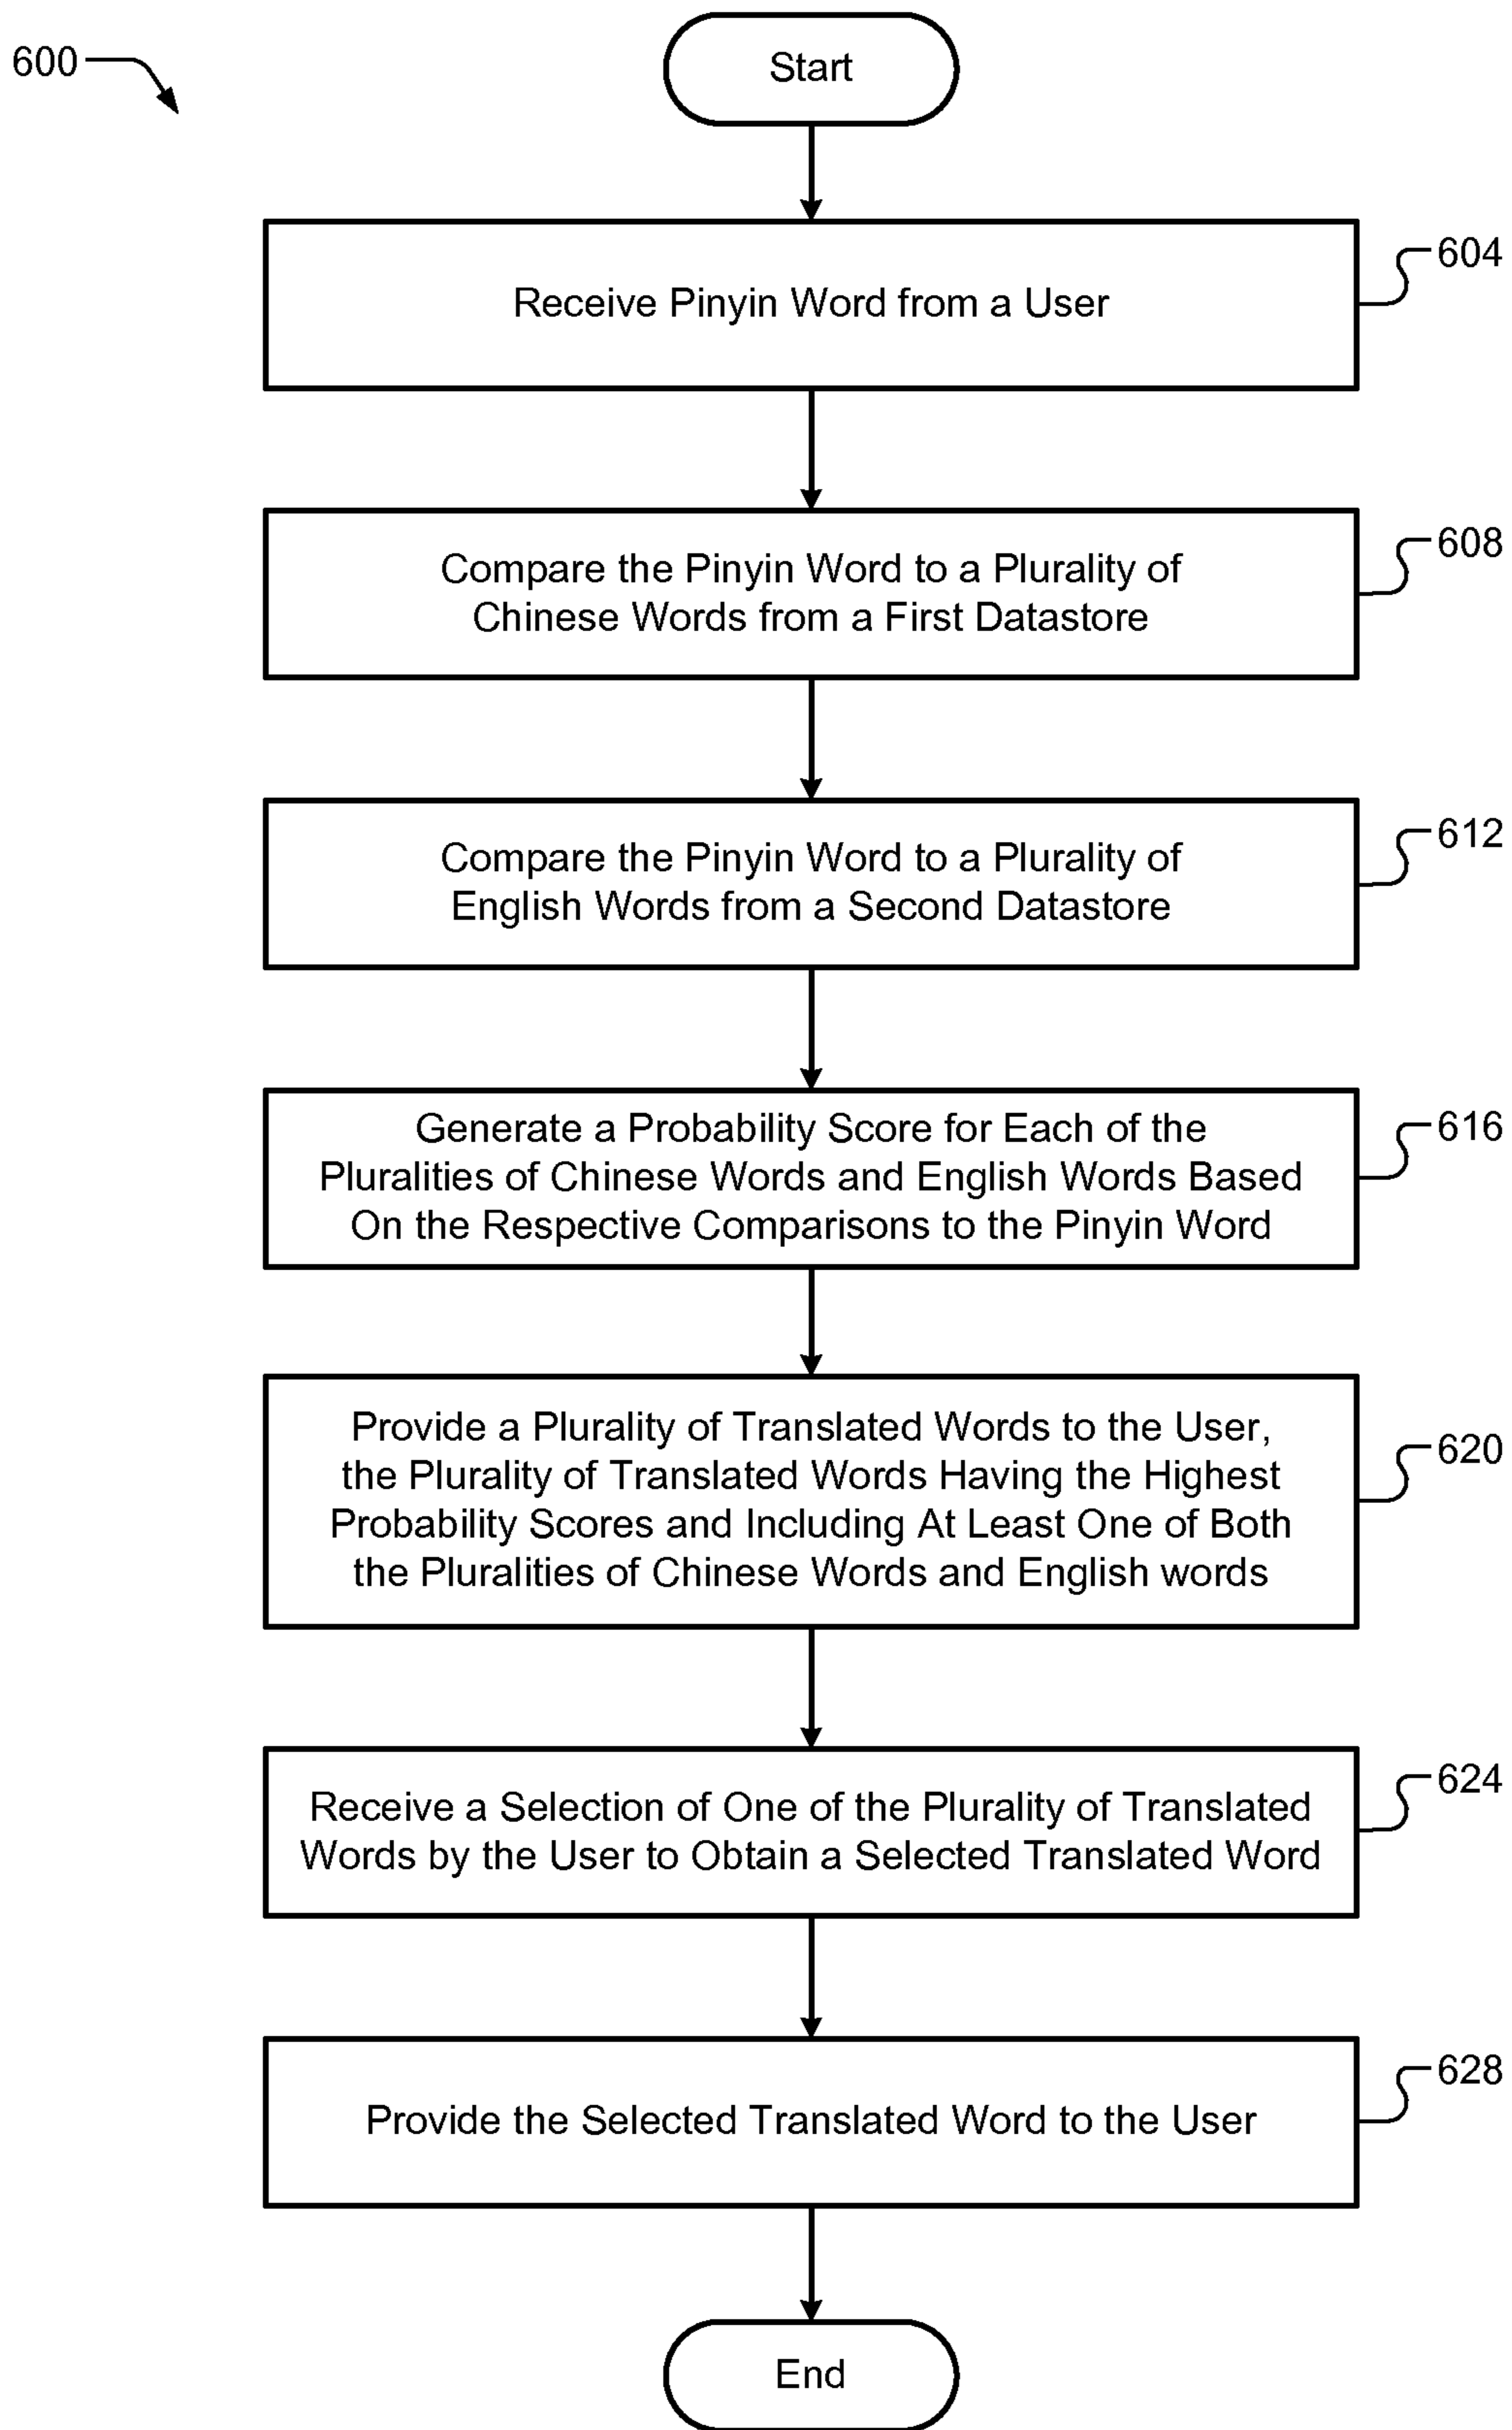 600
Start
Receive Pinyin Word from a User
604
Compare the Pinyin Word to a Plurality of
Chinese Words from a First Datastore
608
Compare the Pinyin Word to a Plurality of
English Words from a Second Datastore
612
Generate a Probability Score for Each of the
Pluralities of Chinese Words and English Words Based
On the Respective Comparisons to the Pinyin Word
616
Provide a Plurality of Translated Words to the User,
the Plurality of Translated Words Having the Highest
Probability Scores and Including At Least One of Both
the Pluralities of Chinese Words and English words
620
Receive a Selection of One of the Plurality of Translated
Words by the User to Obtain a Selected Translated Word
624
Provide the Selected Translated Word to the User
628
End